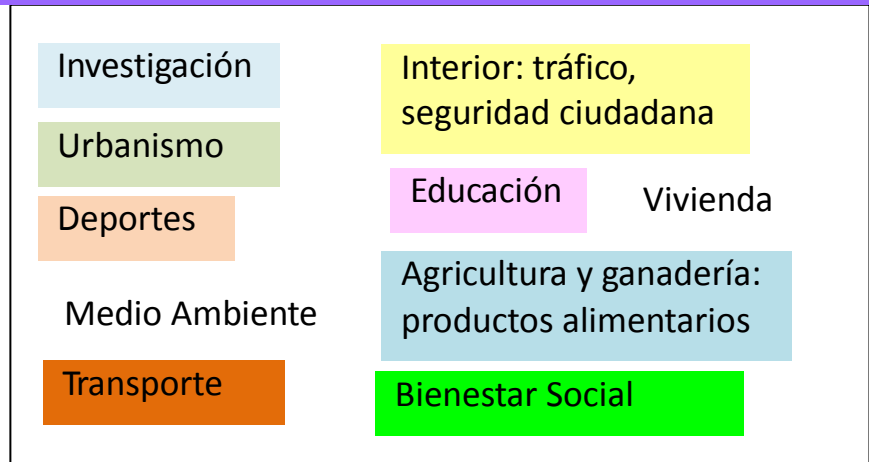 Investigación
Urbanismo
Deportes
Medio Ambiente
Transporte
Interior: tráfico,
seguridad ciudadana
Educación
Vivienda
Agricultura y ganadería:
productos alimentarios
Bienestar Social